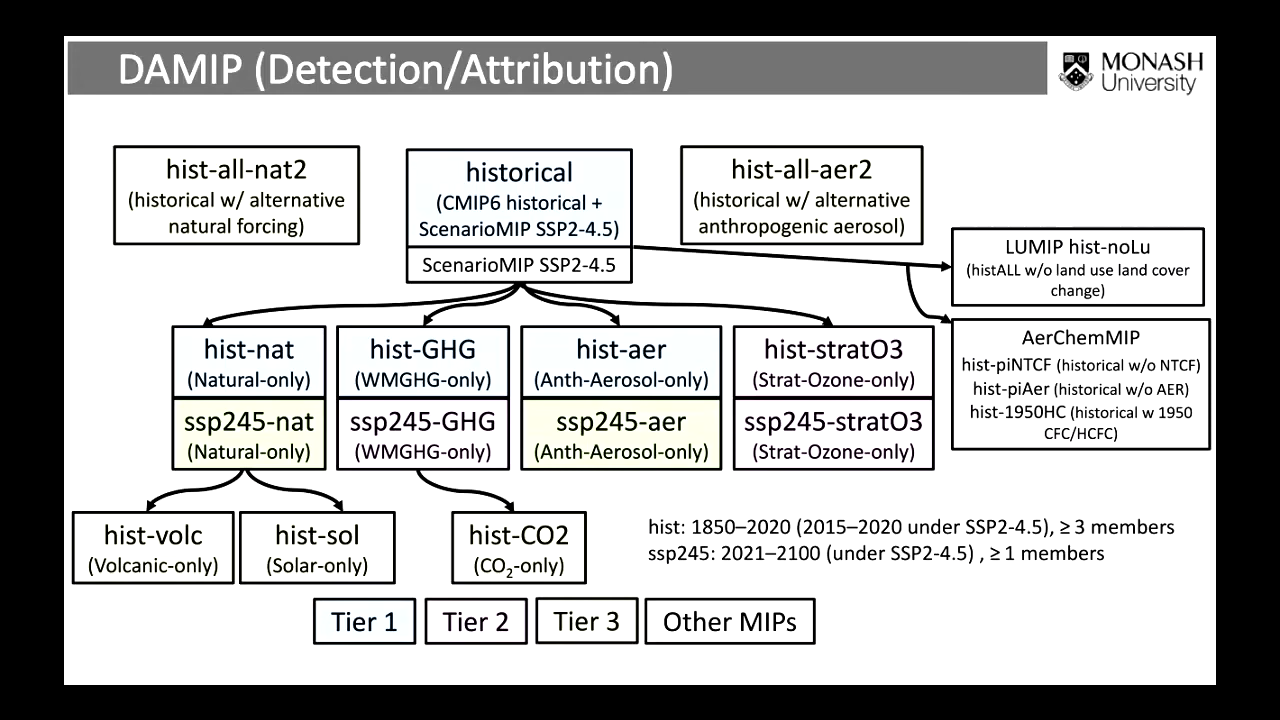 DAMIP (Detection/Attribution)
MONASH
University
hist-all-nat2
(historical w/ alternative
natural forcing)
historical
(CMIP6 historical +
ScenarioMIP SSP2-4.5)
ScenarioMIP SSP2-4.5
hist-all-aer2
(historical w/ alternative
anthropogenic aerosol)
LUMIP hist-noLu
(histALL w/o land use land cover
change)
AerChemMIP
hist-piNTCF (historical w/o NTCF)
hist-piAer (historical w/o AER)
hist-1950HC (historical w 1950
CFC/HCFC)
hist-nat
(Natural-only)
ssp245-nat
(Natural-only)
hist-GHG
(WMGHG-only)
ssp245-GHG
(WMGHG-only)
hist-aer
(Anth-Aerosol-only)
ssp245-aer
(Anth-Aerosol-only)
hist-stratO3
(Strat-Ozone-only)
ssp245-stratO3
(Strat-Ozone-only)
hist-volc
(Volcanic-only)
hist-sol
(Solar-only)
hist-CO2
(CO₂-only)
hist: 1850–2020 (2015–2020 under SSP2-4.5), ≥ 3 members
ssp245: 2021–2100 (under SSP2-4.5) , ≥ 1 members
Tier 1
Tier 2
Tier 3
Other MIPs